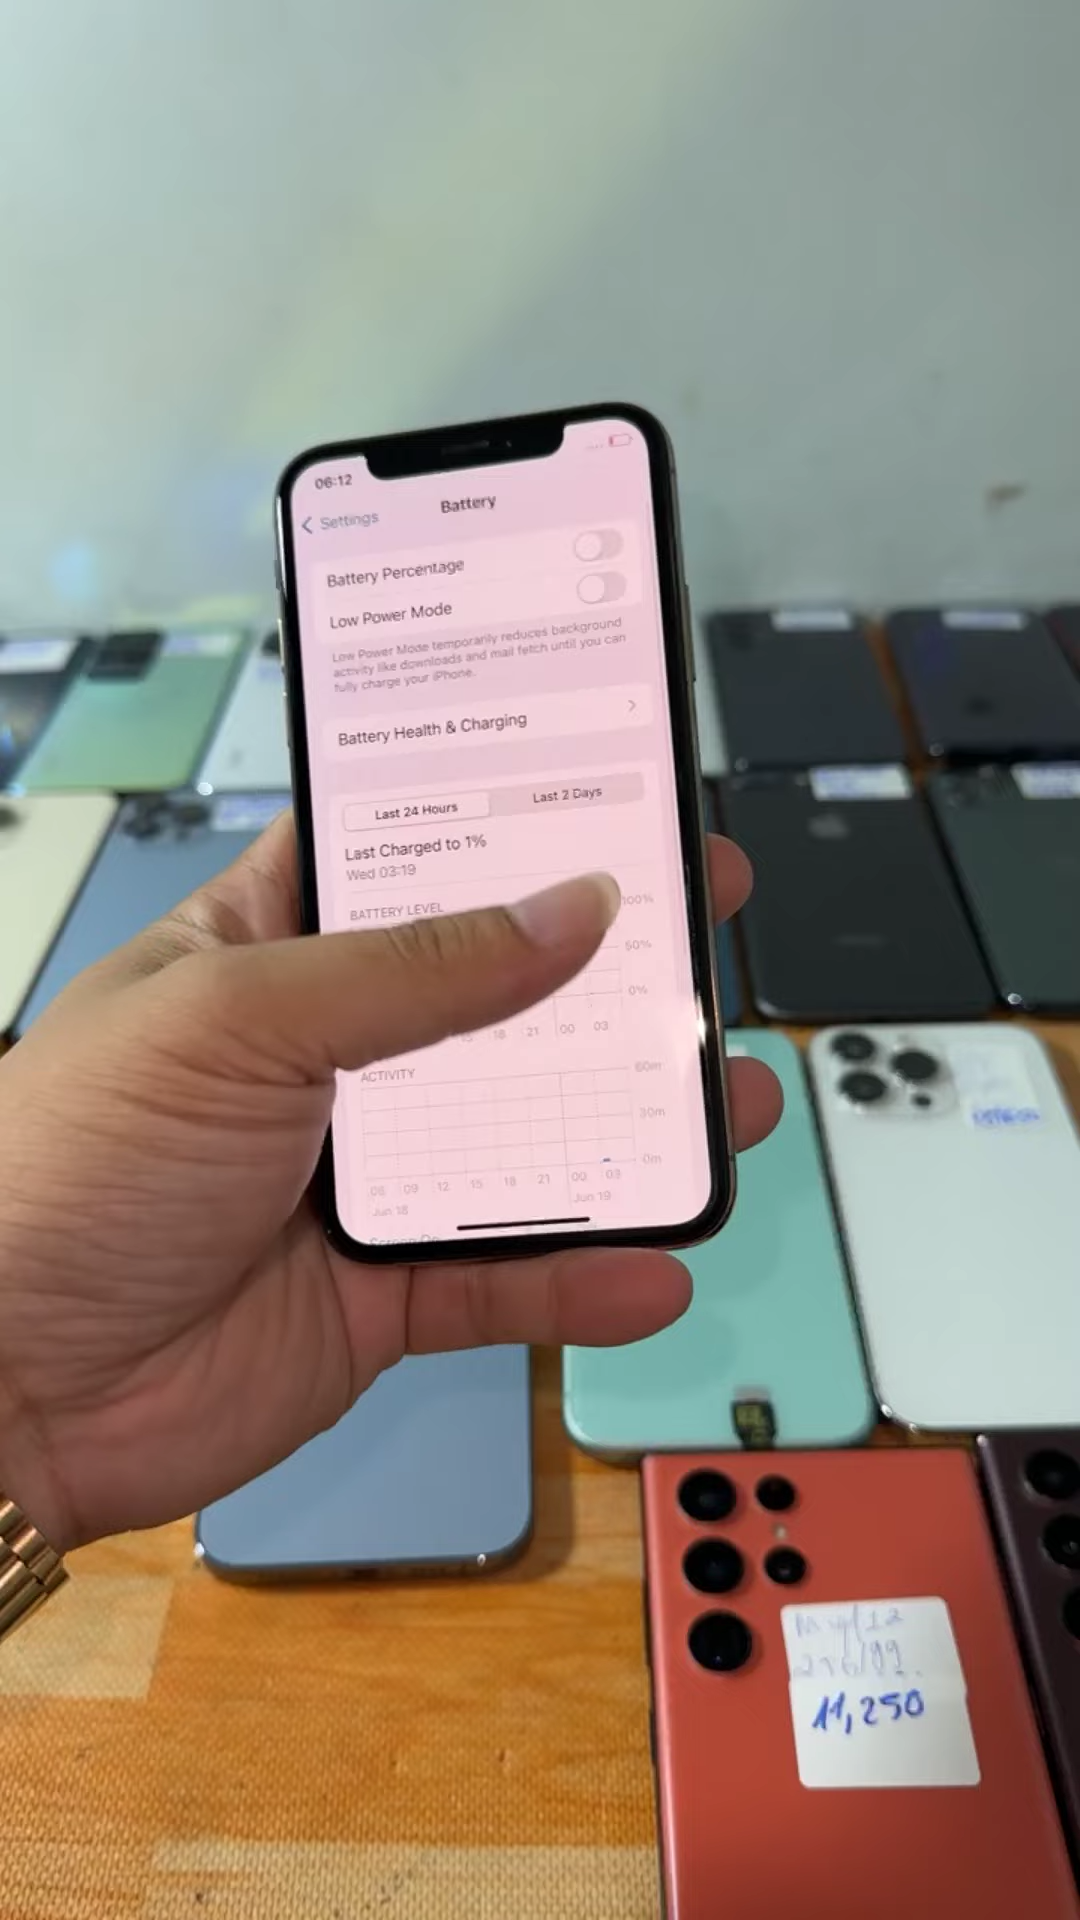 06:12
Settings
Battery
Battery Percentage
Low Power Mode
Low Power Mode temporarily reduces background
activity like downloads and mail fetch until you can
fully charge your iPhone.
Battery Health & Charging
Last 24 Hours
Last 2 Days
Last Charged to 1%
Wed 03:19
BATTERY LEVEL
100%
50%
0%
15 18 21 00 03
ACTIVITY
60m
30m
0m
06 09 12 15 18 21 00 03
Jun 18 Jun 19
Screen On
11,250